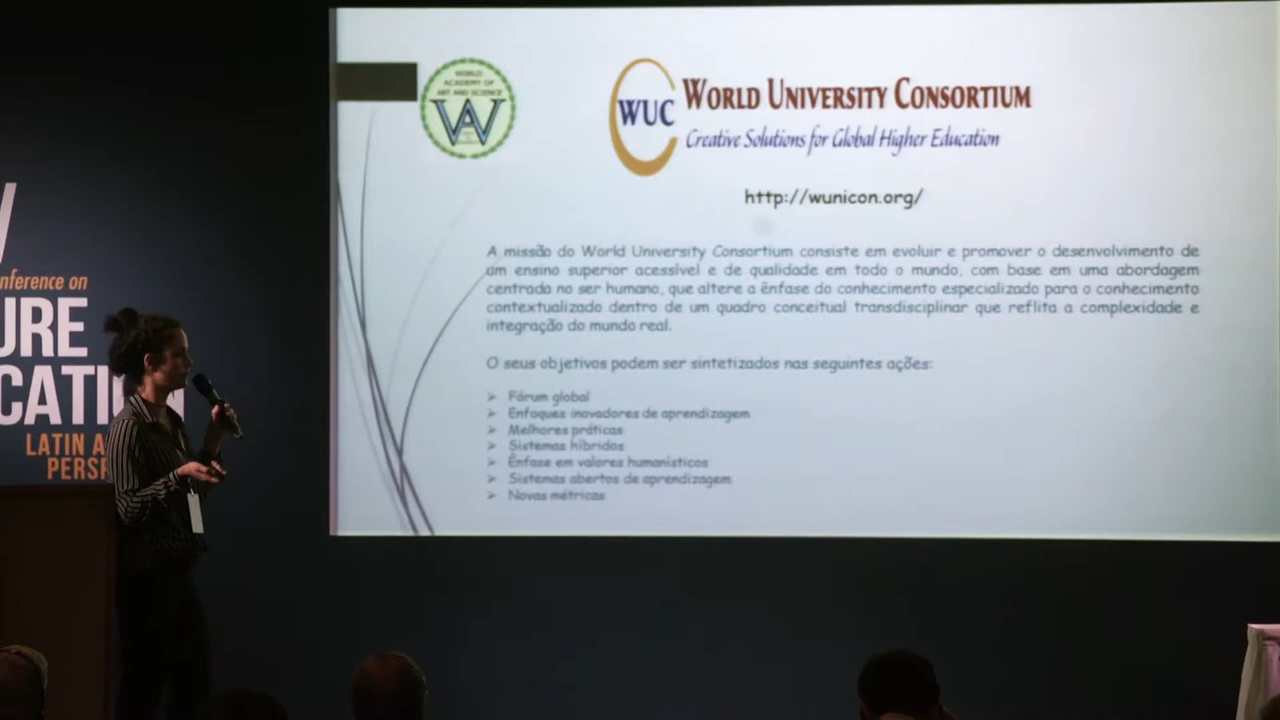 WORLD
ACADEMY OF
ART AND SCIENCE
WUC
WORLD UNIVERSITY CONSORTIUM
Creative Solutions for Global Higher Education
http://wunicon.org/
A missão do World University Consortium consiste em evoluir e promover o desenvolvimento de
um ensino superior acessível e de qualidade em todo o mundo, com base em uma abordagem
centrada no ser humano, que altere a ênfase do conhecimento especializado para o conhecimento
contextualizado dentro de um quadro conceitual transdisciplinar que reflita a complexidade e
integração do mundo real.
O seus objetivos podem ser sintetizados nas seguintes ações:
➢ Fórum global
➢ Enfoques inovadores de aprendizagem
➢ Melhores práticas
➢ Sistemas híbridos
➢ Ênfase em valores humanísticos
➢ Sistemas abertos de aprendizagem
➢ Novas métricas
nference on
URE
CATI N
LATIN A
PERSP